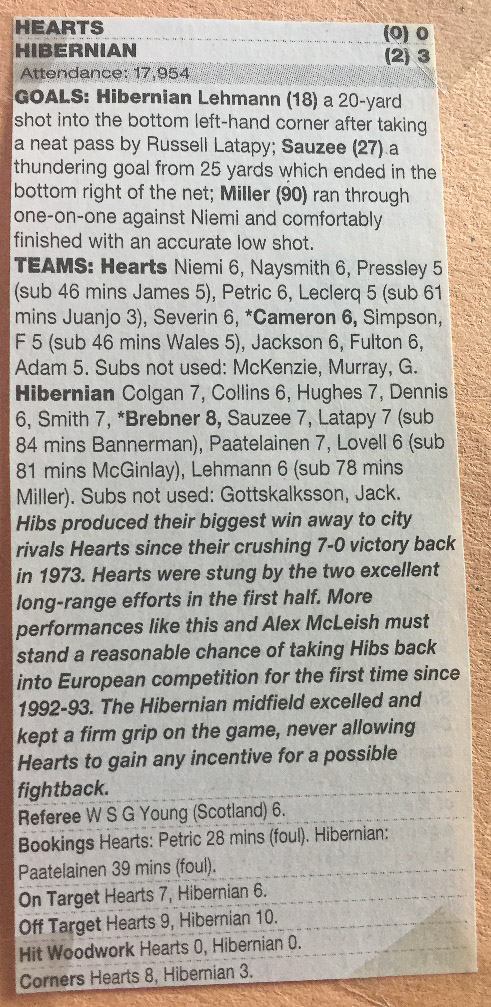 HEARTS (0) 0
HIBERNIAN (2) 3
Attendance: 17,954
GOALS: Hibernian Lehmann (18) a 20-yard
shot into the bottom left-hand corner after taking
a neat pass by Russell Latapy; Sauzee (27) a
thundering goal from 25 yards which ended in the
bottom right of the net; Miller (90) ran through
one-on-one against Niemi and comfortably
finished with an accurate low shot.
TEAMS: Hearts Niemi 6, Naysmith 6, Pressley 5
(sub 46 mins James 5), Petric 6, Leclerq 5 (sub 61
mins Juanjo 3), Severin 6, *Cameron 6, Simpson,
F 5 (sub 46 mins Wales 5), Jackson 6, Fulton 6,
Adam 5. Subs not used: McKenzie, Murray, G.
Hibernian Colgan 7, Collins 6, Hughes 7, Dennis
6, Smith 7, *Brebner 8, Sauzee 7, Latapy 7 (sub
84 mins Bannerman), Paatelainen 7, Lovell 6 (sub
81 mins McGinlay), Lehmann 6 (sub 78 mins
Miller). Subs not used: Gottskalksson, Jack.
Hibs produced their biggest win away to city
rivals Hearts since their crushing 7-0 victory back
in 1973. Hearts were stung by the two excellent
long-range efforts in the first half. More
performances like this and Alex McLeish must
stand a reasonable chance of taking Hibs back
into European competition for the first time since
1992-93. The Hibernian midfield excelled and
kept a firm grip on the game, never allowing
Hearts to gain any incentive for a possible
fightback.
Referee W S G Young (Scotland) 6.
Bookings Hearts: Petric 28 mins (foul). Hibernian:
Paatelainen 39 mins (foul).
On Target Hearts 7, Hibernian 6.
Off Target Hearts 9, Hibernian 10.
Hit Woodwork Hearts 0, Hibernian 0.
Corners Hearts 8, Hibernian 3.